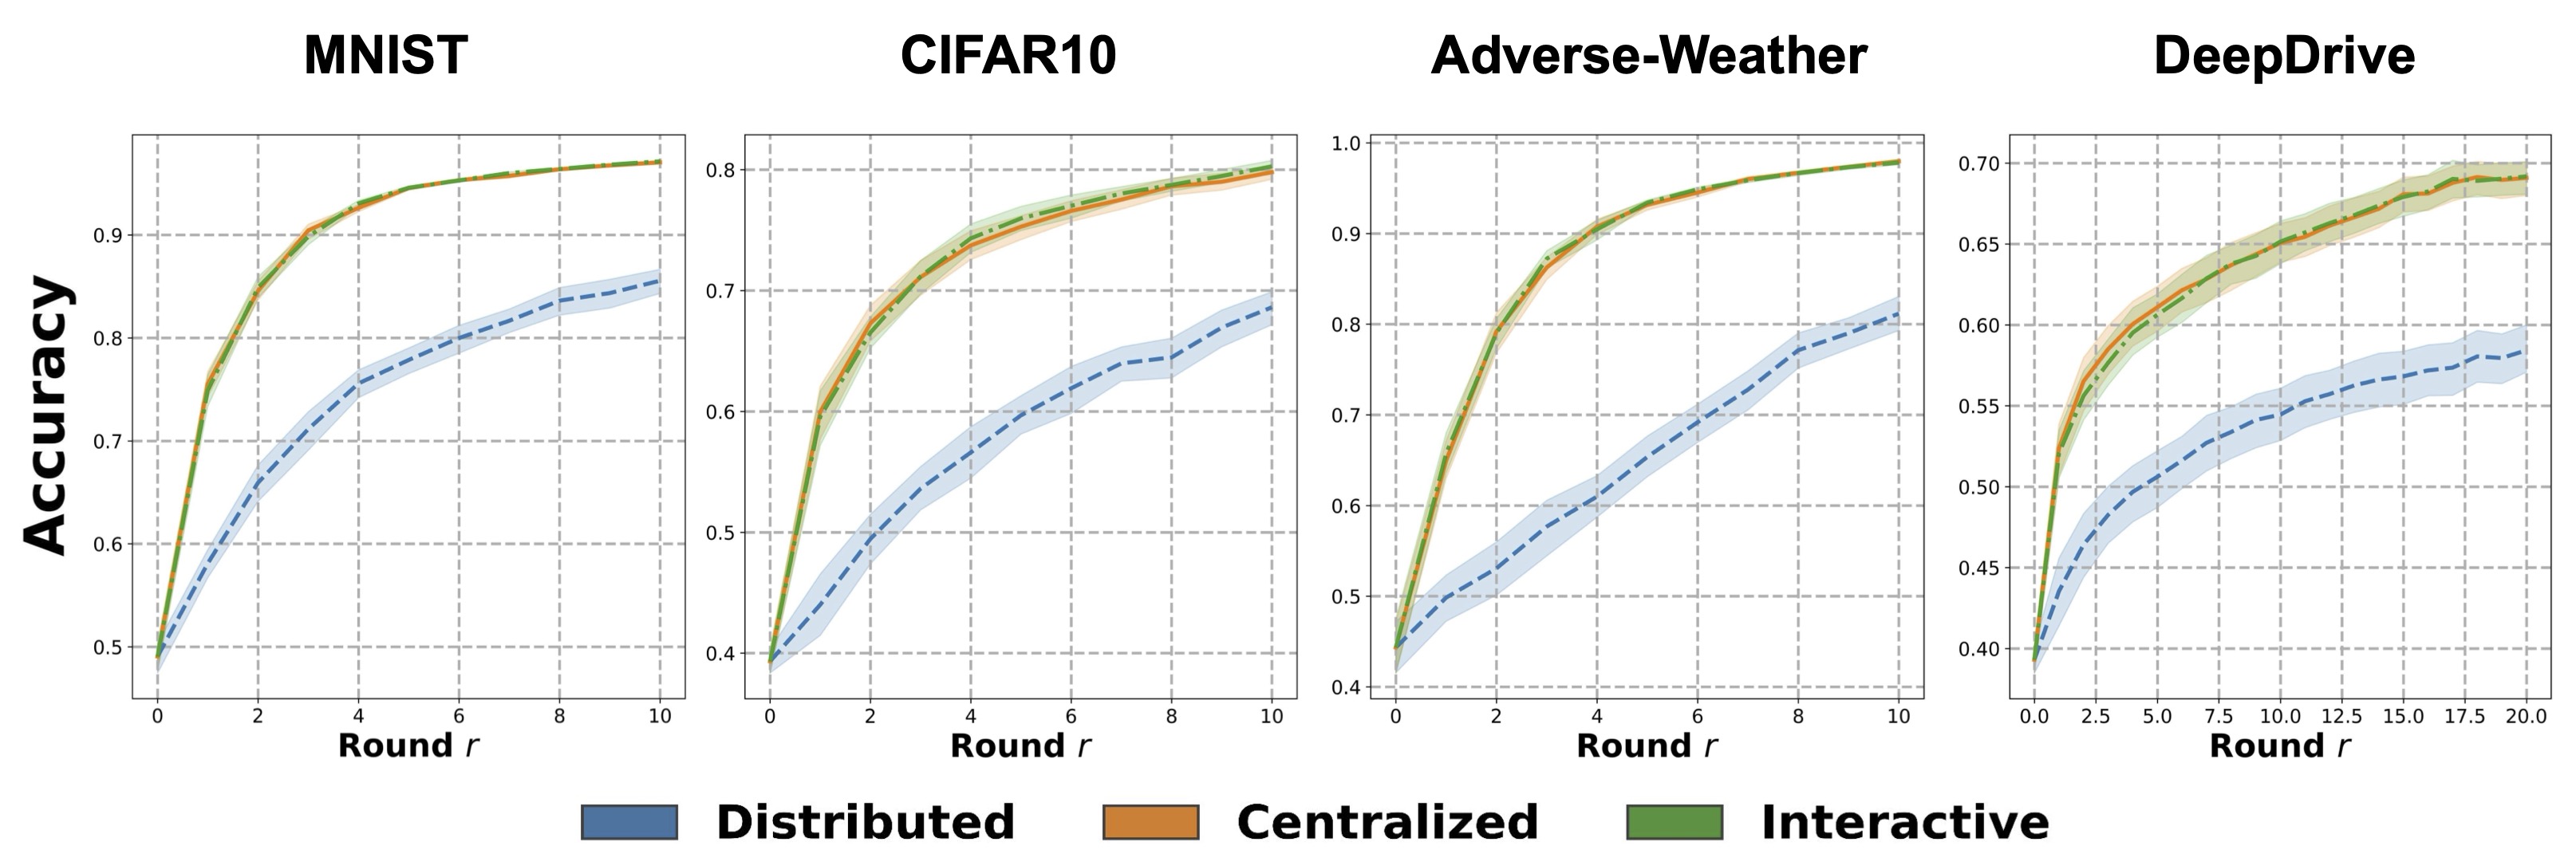 MNIST CIFAR10 Adverse-Weather DeepDrive
Accuracy
0.9
0.8
0.7
0.6
0.5
0 2 4 6 8 10
Round r
0.8
0.7
0.6
0.5
0.4
0 2 4 6 8 10
Round r
1.0
0.9
0.8
0.7
0.6
0.5
0.4
0 2 4 6 8 10
Round r
0.70
0.65
0.60
0.55
0.50
0.45
0.40
0.0 2.5 5.0 7.5 10.0 12.5 15.0 17.5 20.0
Round r
Distributed Centralized Interactive